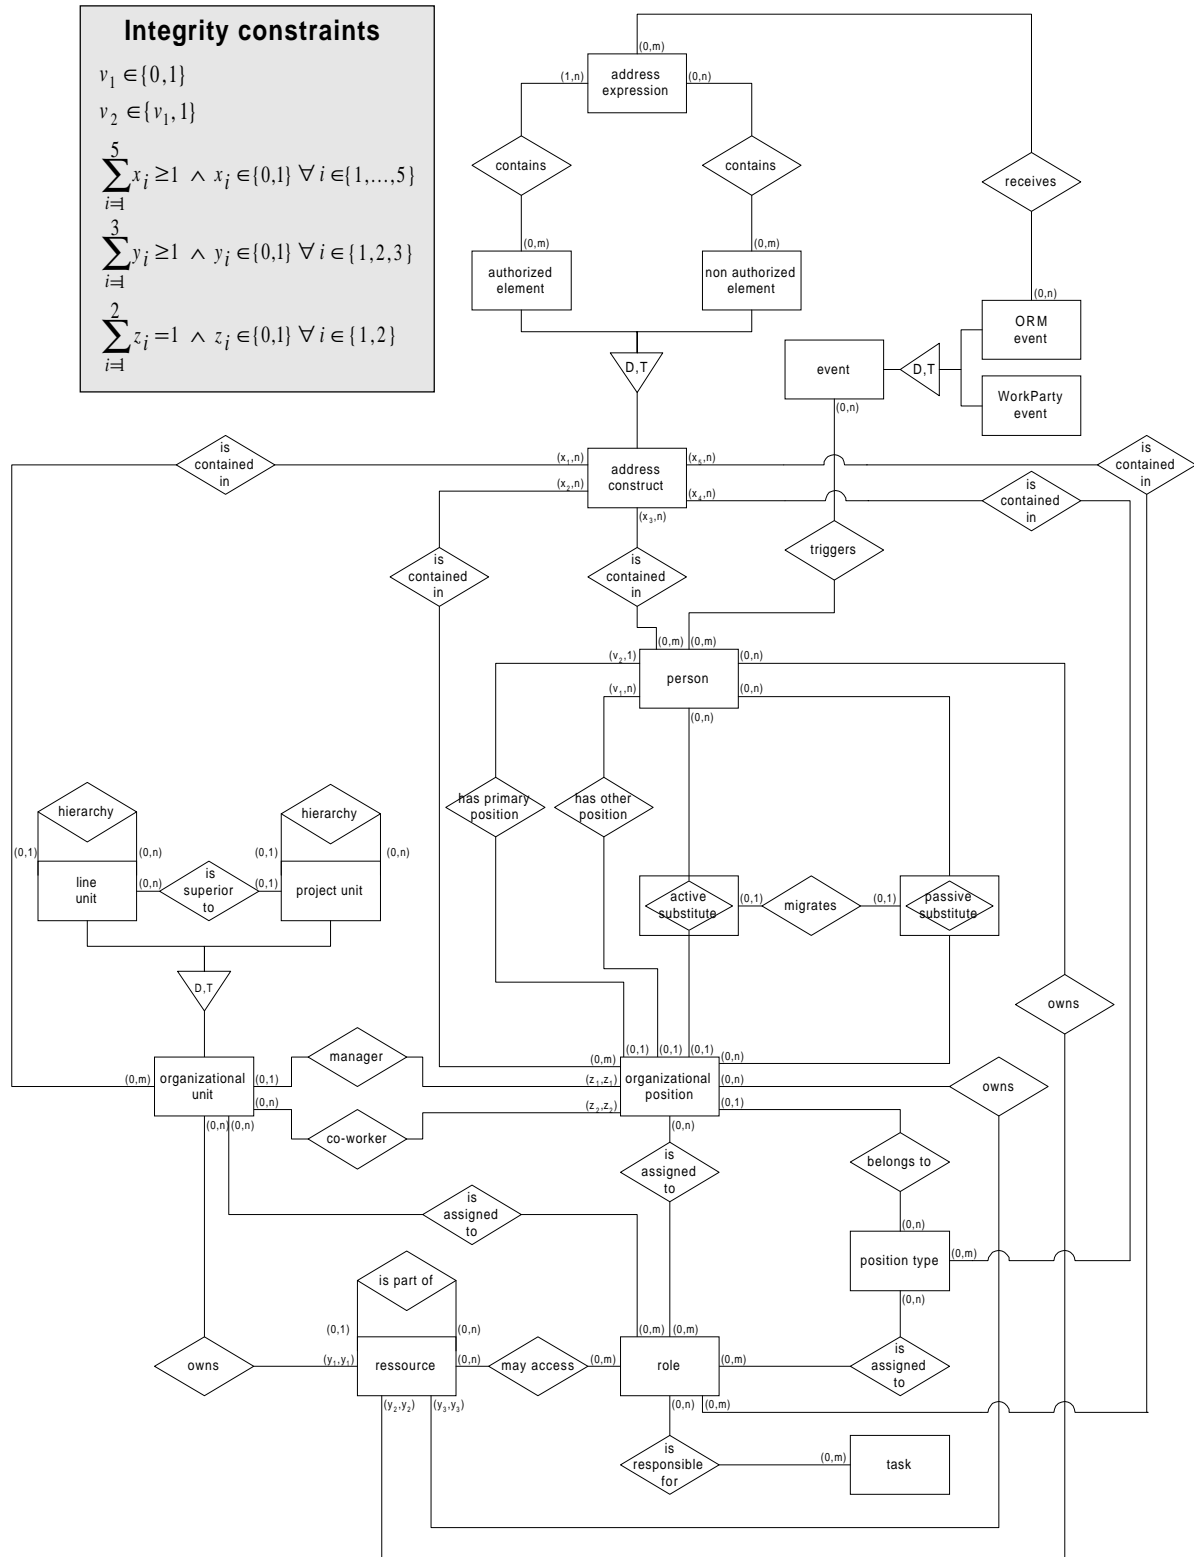 Integrity constraints
v₁ ∈ {0,1}
v₂ ∈ {v₁,1}
5
∑ xᵢ ≥ 1 ∧ xᵢ ∈ {0,1} ∀ i ∈ {1,...,5}
i=1
3
∑ yᵢ ≥ 1 ∧ yᵢ ∈ {0,1} ∀ i ∈ {1,2,3}
i=1
2
∑ zᵢ = 1 ∧ zᵢ ∈ {0,1} ∀ i ∈ {1,2}
i=1
(0,m)
(1,n)
address
expression
(0,n)
contains
contains
receives
(0,m)
(0,m)
authorized
element
non authorized
element
(0,n)
ORM
event
D,T
event
D,T
WorkParty
event
(0,n)
is
contained
in
(x₁,n)
(x₂,n)
address
construct
(x₅,n)
(x₄,n)
(x₃,n)
is
contained
in
is
contained
in
is
contained
in
is
contained
in
triggers
(0,m)
(0,m)
(v₂,1)
(v₁,n)
person
(0,n)
(0,n)
(0,n)
hierarchy
hierarchy
has primary
position
has other
position
(0,1)
(0,n)
(0,1)
(0,n)
line
unit
(0,n)
is
superior
to
(0,1)
project unit
active
substitute
(0,1)
migrates
(0,1)
passive
substitute
D,T
owns
manager
(0,1)
(0,1)
(0,1)
(0,m)
organizational
unit
(0,1)
(0,n)
(0,m)
(z₁,z₁)
(z₂,z₂)
organizational
position
(0,n)
(0,n)
(0,1)
owns
co-worker
(0,n)
(0,n)
(0,n)
is
assigned
to
belongs to
is
assigned
to
(0,n)
position type
(0,m)
(0,n)
is part of
(0,1)
(0,n)
(0,m)
(0,m)
owns
(y₁,y₁)
ressource
(0,n)
may access
(0,m)
role
(0,m)
is
assigned
to
(y₂,y₂)
(y₃,y₃)
(0,n)
(0,m)
is
responsible
for
(0,m)
task